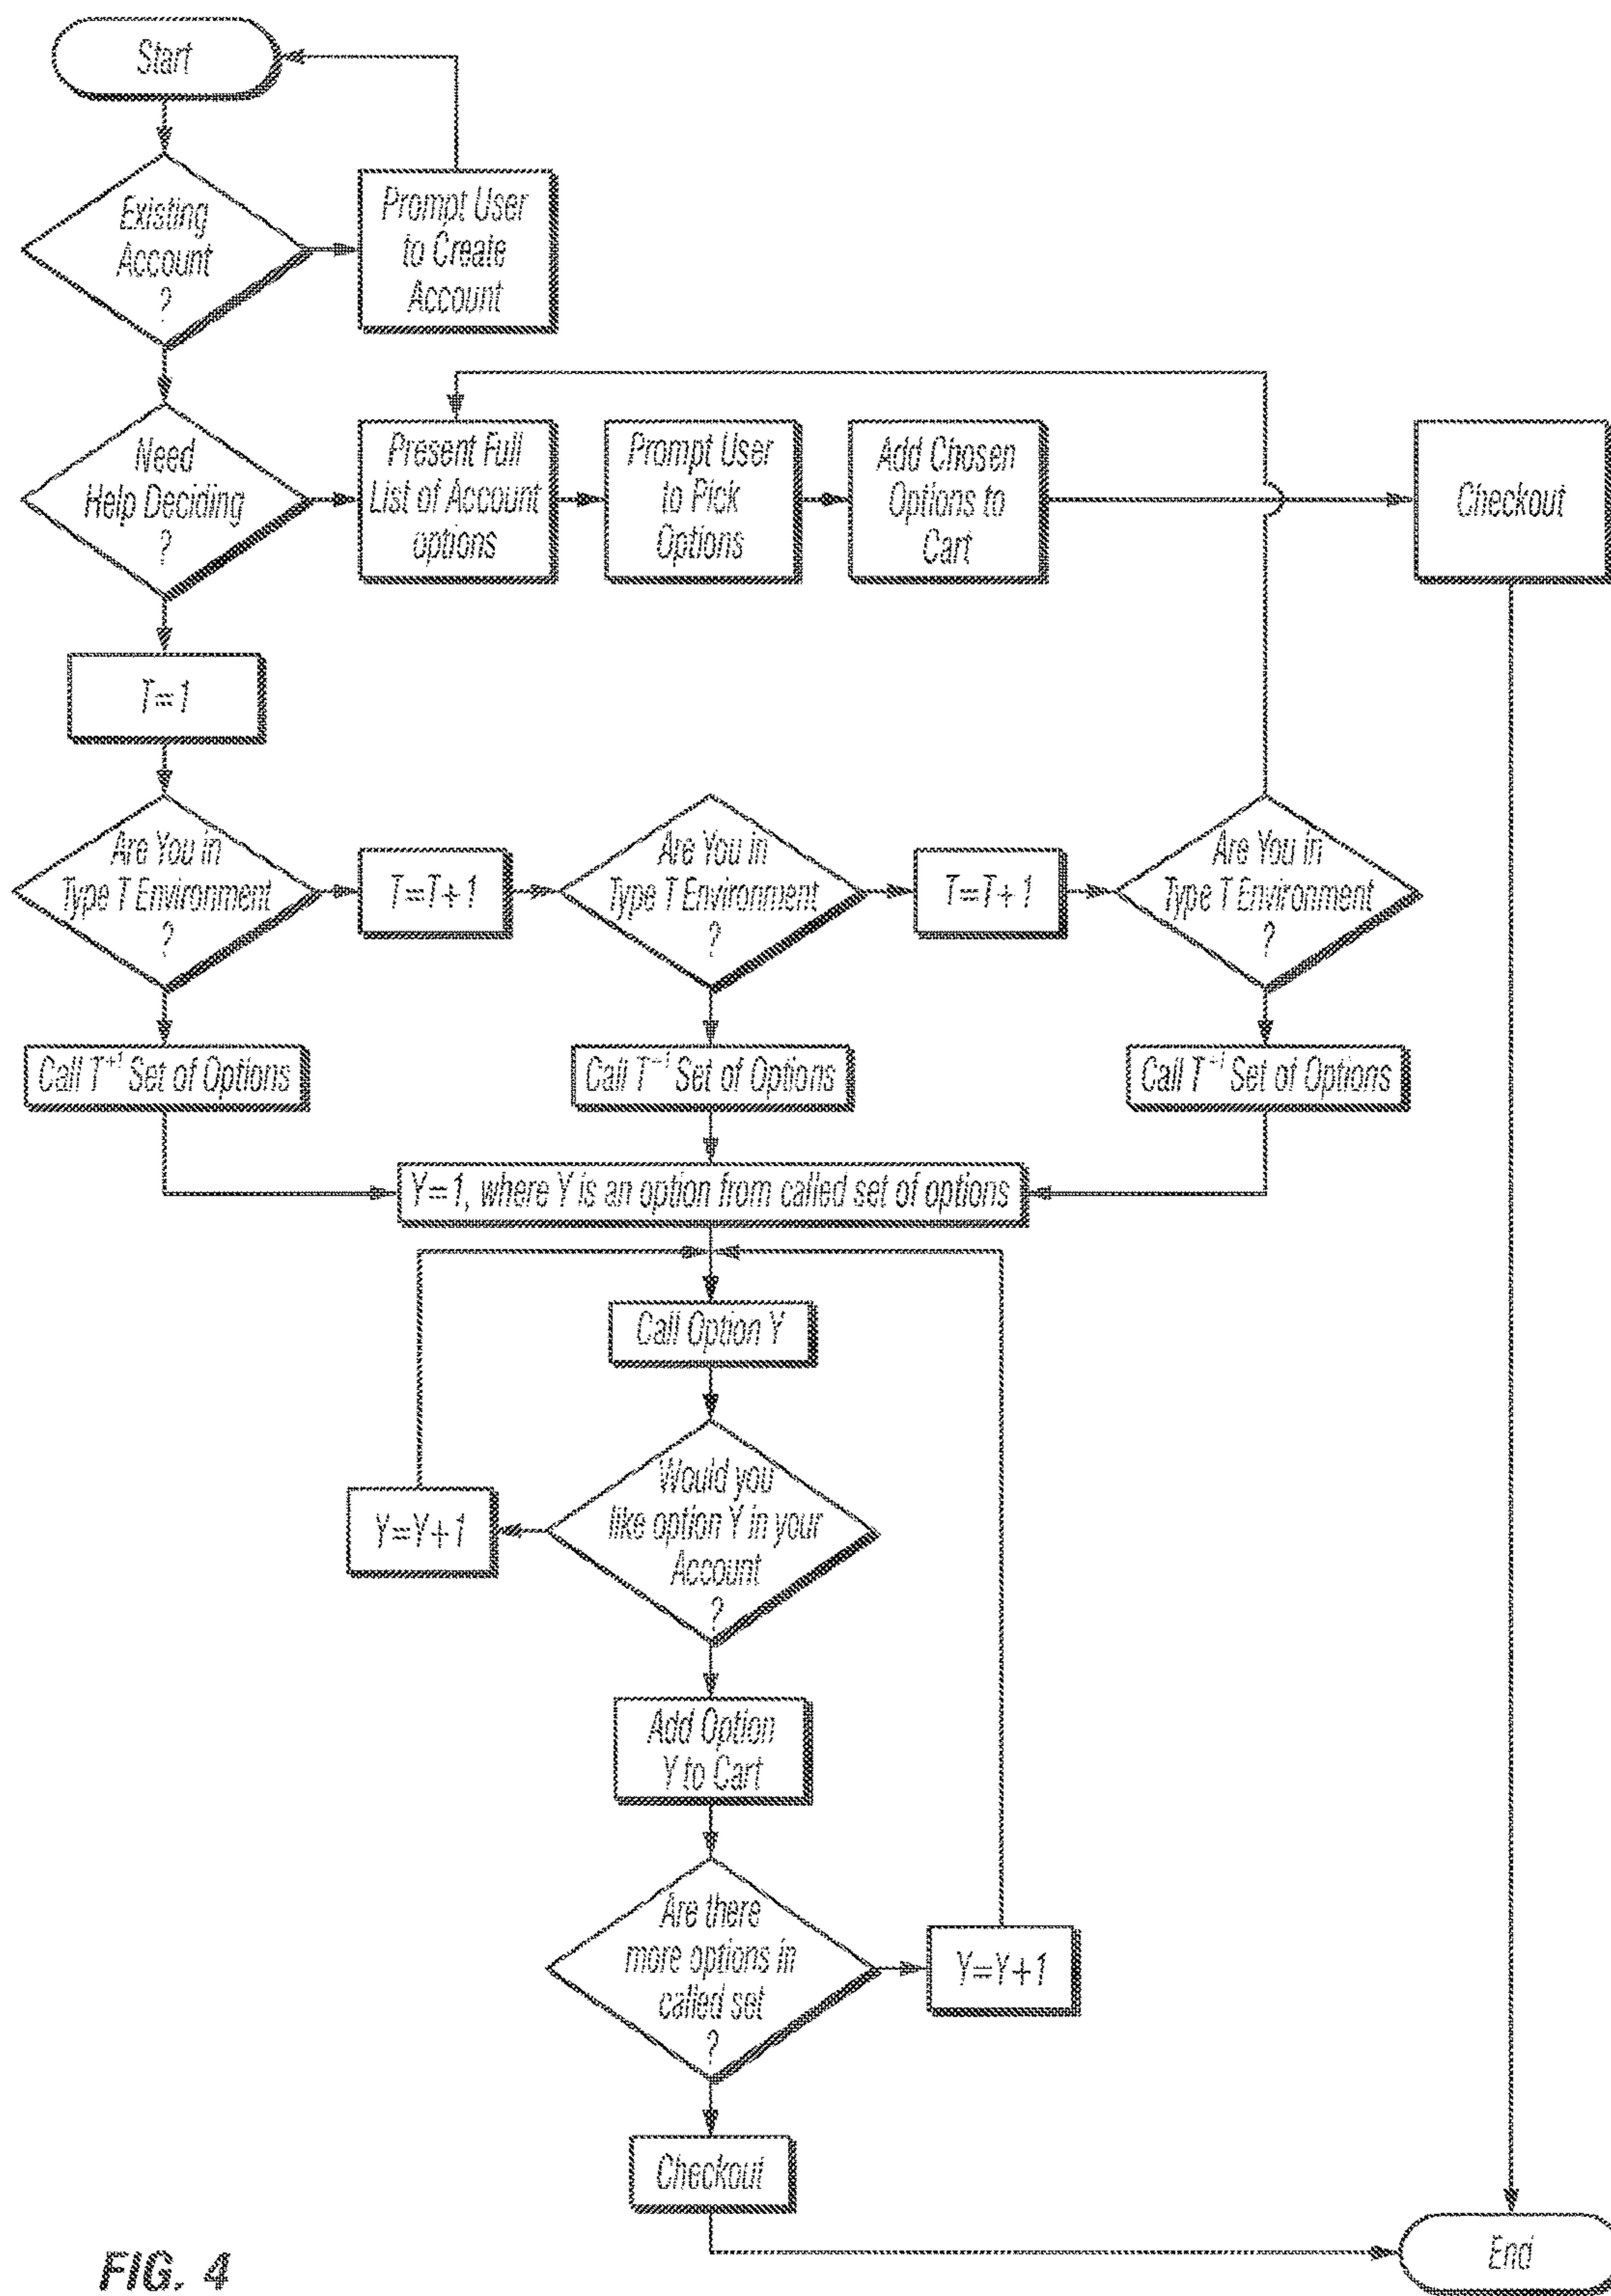 Start
Existing
Account
?
Prompt User
to Create
Account
Need
Help Deciding
?
Present Full
List of Account
options
Prompt User
to Pick
Options
Add Chosen
Options to
Cart
Checkout
T=1
Are You in
Type T Environment
?
T=T+1
Are You in
Type T Environment
?
T=T+1
Are You in
Type T Environment
?
Call T⁺¹ Set of Options
Call T⁻¹ Set of Options
Call T⁻¹ Set of Options
Y=1, where Y is an option from called set of options
Call Option Y
Would you
like option Y in your
Account
?
Y=Y+1
Add Option
Y to Cart
Are there
more options in
called set
?
Y=Y+1
Checkout
End
FIG. 4